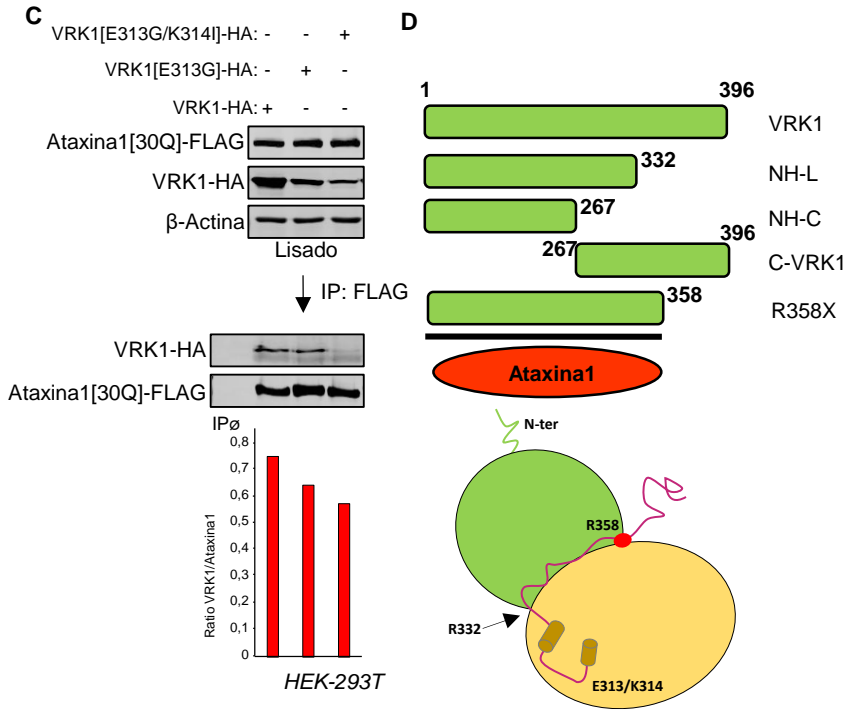 C
VRK1[E313G/K314I]-HA: - - +
VRK1[E313G]-HA: - + -
VRK1-HA: + - -
Ataxina1[30Q]-FLAG
VRK1-HA
β-Actina
Lisado
IP: FLAG
VRK1-HA
Ataxina1[30Q]-FLAG
IPø
0,8
0,7
0,6
0,5
0,4
0,3
0,2
0,1
0
Ratio VRK1/Ataxina1
HEK-293T
D
1 396
VRK1
332
NH-L
267
NH-C
267 396
C-VRK1
358
R358X
Ataxina1
N-ter
R358
R332
E313/K314